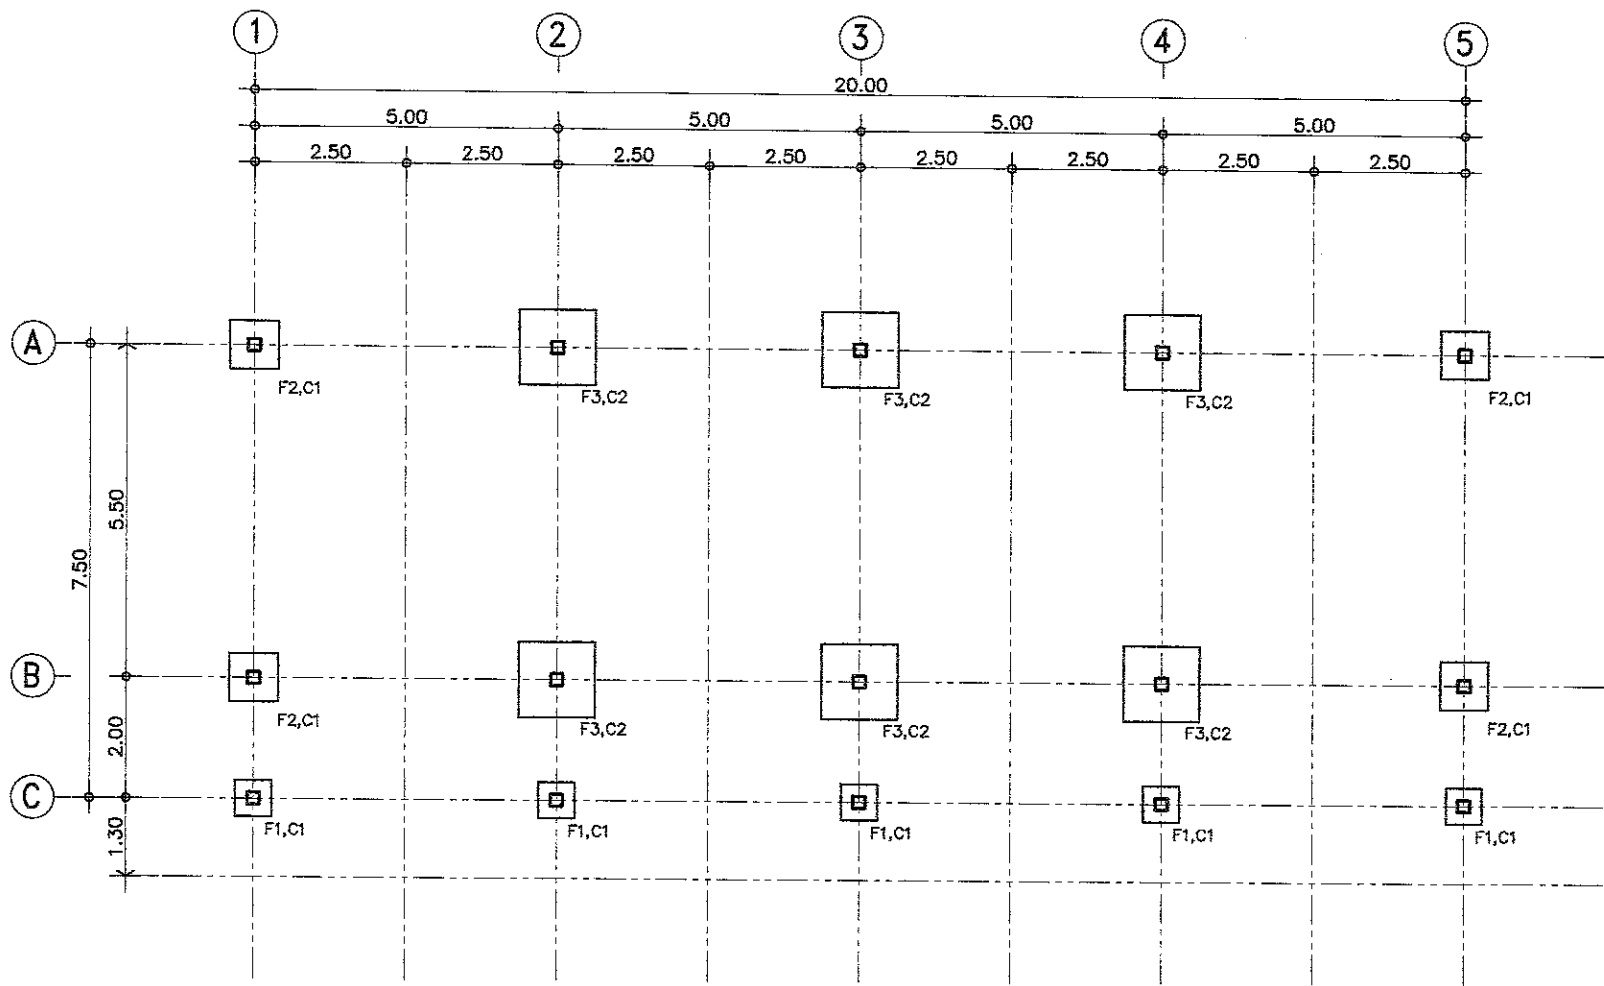 1 2 3 4 5
20.00
5.00 5.00 5.00 5.00
2.50 2.50 2.50 2.50 2.50 2.50 2.50 2.50
A
F2,C1 F3,C2 F3,C2 F3,C2 F2,C1
5.50
7.50
B
F2,C1 F3,C2 F3,C2 F3,C2 F2,C1
2.00
C
F1,C1 F1,C1 F1,C1 F1,C1 F1,C1
1.30